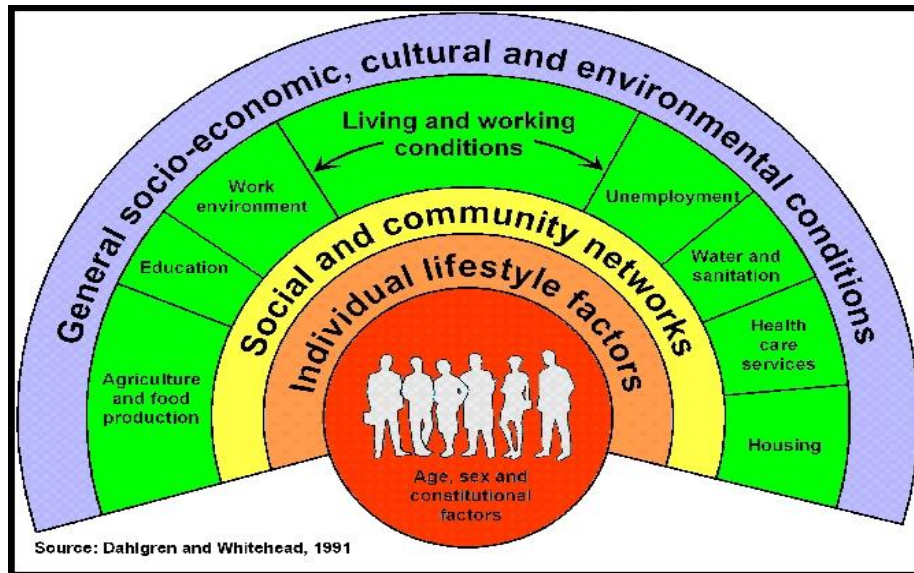 General socio-economic, cultural and environmental conditions
Living and working
conditions
Work
environment
Unemployment
Education
Water and
sanitation
Agriculture
and food
production
Health
care
services
Housing
Social and community networks
Individual lifestyle factors
Age, sex and
constitutional
factors
Source: Dahlgren and Whitehead, 1991